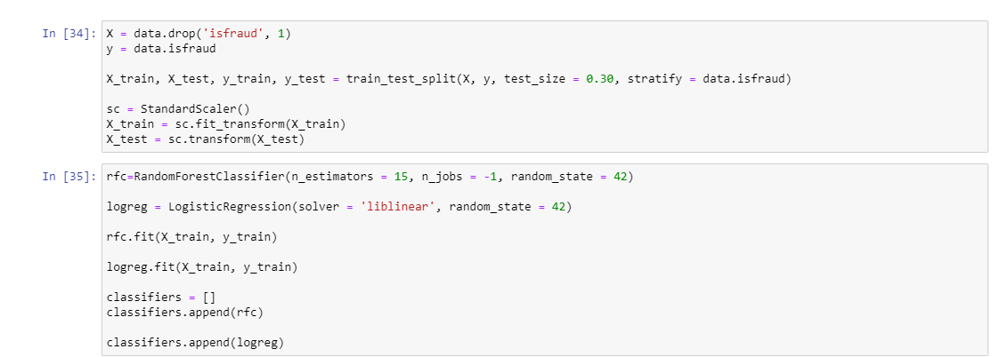 In [34]: X = data.drop('isfraud', 1)
y = data.isfraud
X_train, X_test, y_train, y_test = train_test_split(X, y, test_size = 0.30, stratify = data.isfraud)
sc = StandardScaler()
X_train = sc.fit_transform(X_train)
X_test = sc.transform(X_test)
In [35]: rfc=RandomForestClassifier(n_estimators = 15, n_jobs = -1, random_state = 42)
logreg = LogisticRegression(solver = 'liblinear', random_state = 42)
rfc.fit(X_train, y_train)
logreg.fit(X_train, y_train)
classifiers = []
classifiers.append(rfc)
classifiers.append(logreg)